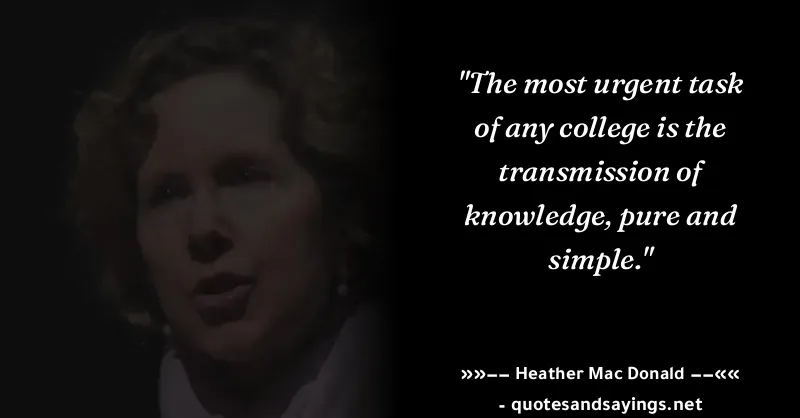 "The most urgent task
of any college is the
transmission of
knowledge, pure and
simple."
»»–– Heather Mac Donald ––««
- quotesandsayings.net